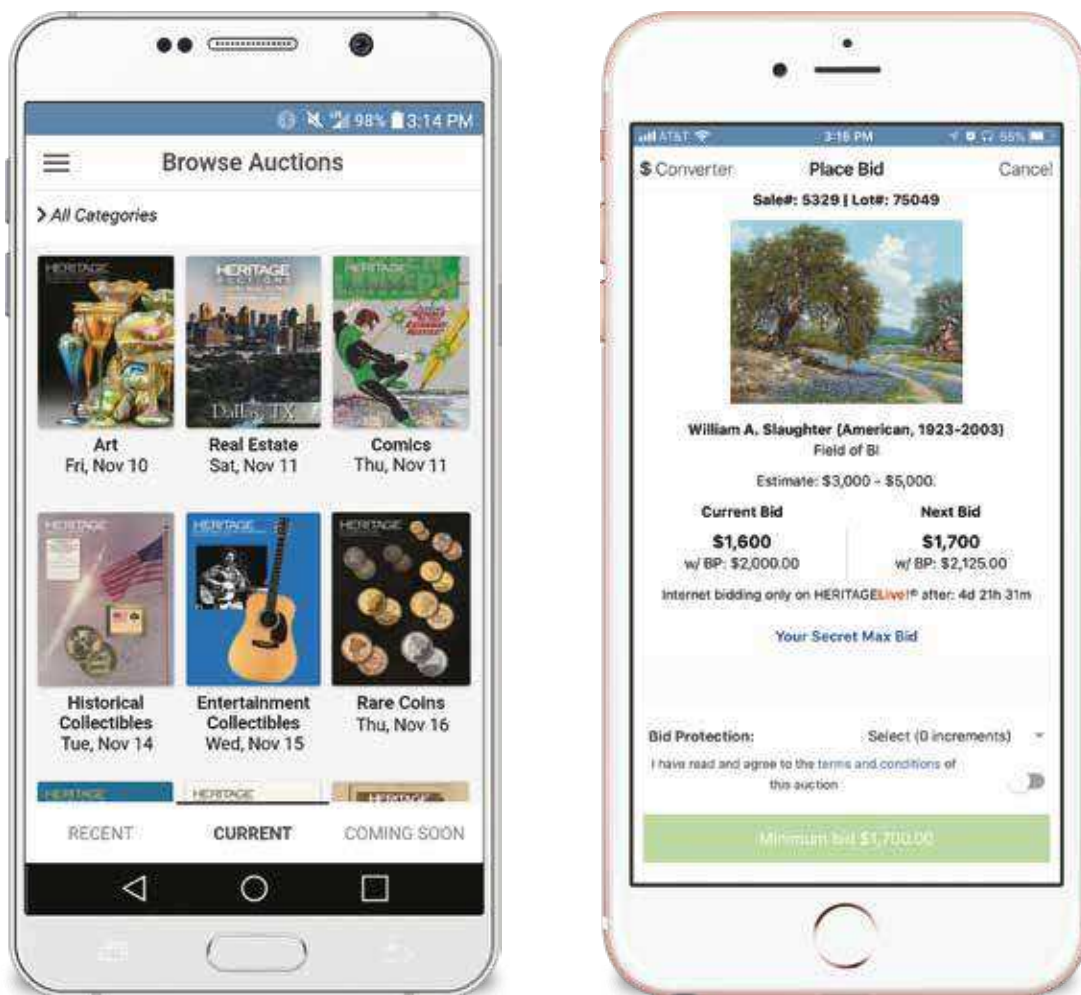 98% 3:14 PM
Browse Auctions
All Categories
HERITAGE
HERITAGE
AUCTIONS
HERITAGE
Dallas, TX
Art
Fri, Nov 10
Real Estate
Sat, Nov 11
Comics
Thu, Nov 11
HERITAGE
HERITAGE
HERITAGE
Historical
Collectibles
Tue, Nov 14
Entertainment
Collectibles
Wed, Nov 15
Rare Coins
Thu, Nov 16
HERITAGE
HERITAGE
HERITAGE
RECENT
CURRENT
COMING SOON
AT&T 3:16 PM 55%
$ Converter
Place Bid
Cancel
Sale#: 5329 | Lot#: 75049
William A. Slaughter (American, 1923-2003)
Field of Bl
Estimate: $3,000 - $5,000.
Current Bid
$1,600
w/ BP: $2,000.00
Next Bid
$1,700
w/ BP: $2,125.00
Internet bidding only on HERITAGELive!® after: 4d 21h 31m
Your Secret Max Bid
Bid Protection: Select (0 increments)
I have read and agree to the terms and conditions of
this auction
Minimum bid $1,700.00